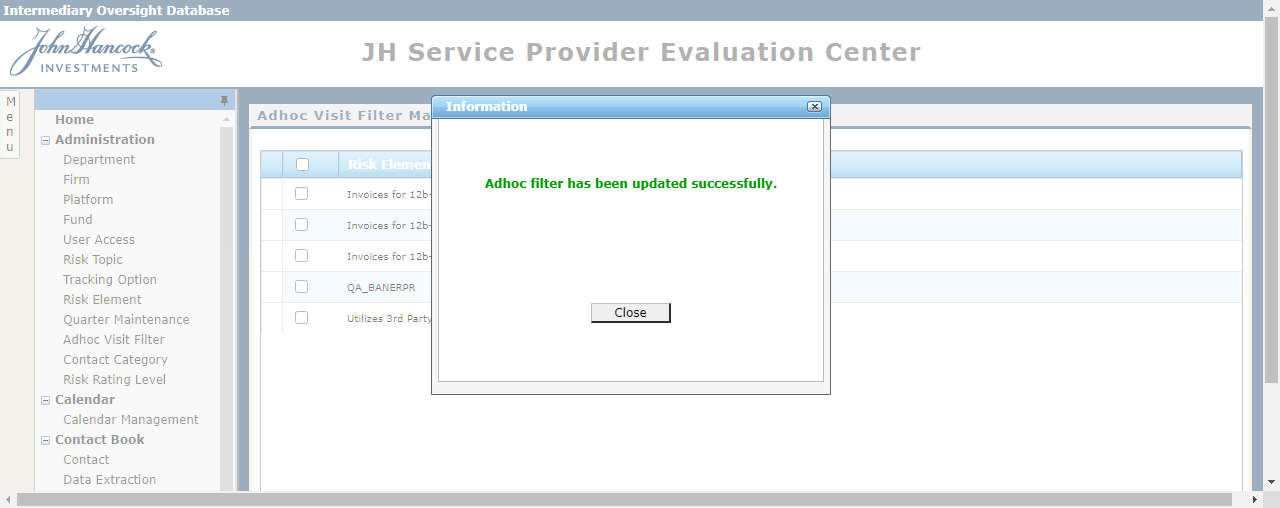 Intermediary Oversight Database
John Hancock®
INVESTMENTS
JH Service Provider Evaluation Center
M
e
n
u
Home
Administration
Department
Firm
Platform
Fund
User Access
Risk Topic
Tracking Option
Risk Element
Quarter Maintenance
Adhoc Visit Filter
Contact Category
Risk Rating Level
Calendar
Calendar Management
Contact Book
Contact
Data Extraction
Adhoc Visit Filter Ma
Risk Elemen
Invoices for 12b-
Invoices for 12b-
Invoices for 12b-
QA_BANERPR
Utilizes 3rd Party
Information
Adhoc filter has been updated successfully.
Close